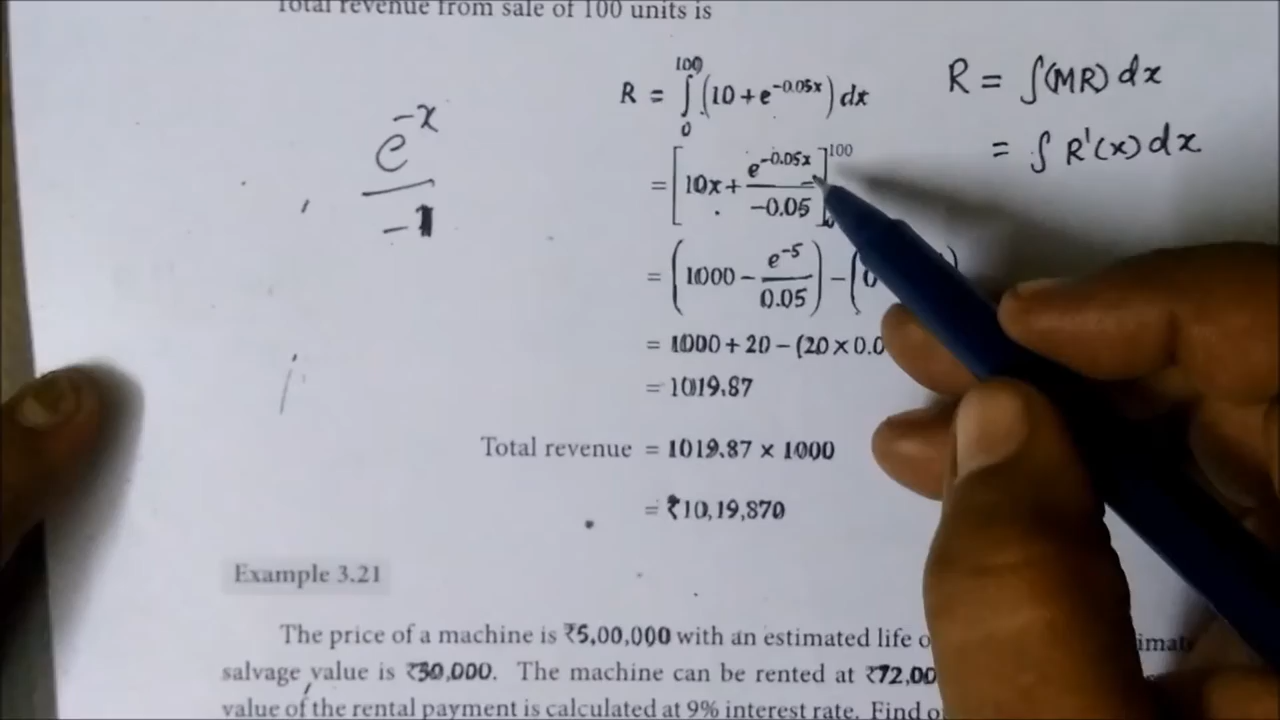 Total revenue from sale of 100 units is
R = ∫₀¹⁰⁰ (10 + e^(−0.05x)) dx
= [10x + e^(−0.05x)/−0.05]¹⁰⁰
= (1000 − e^(−5)/0.05) − (0
= 1000 + 20 − (20 × 0.0
= 1019.87
Total revenue = 1019.87 × 1000
= ₹10,19,870
R = ∫(MR) dx
= ∫ R'(x) dx
e^(−x)/−1
Example 3.21
The price of a machine is ₹5,00,000 with an estimated life
salvage value is ₹30,000. The machine can be rented at ₹72,00
value of the rental payment is calculated at 9% interest rate. Find